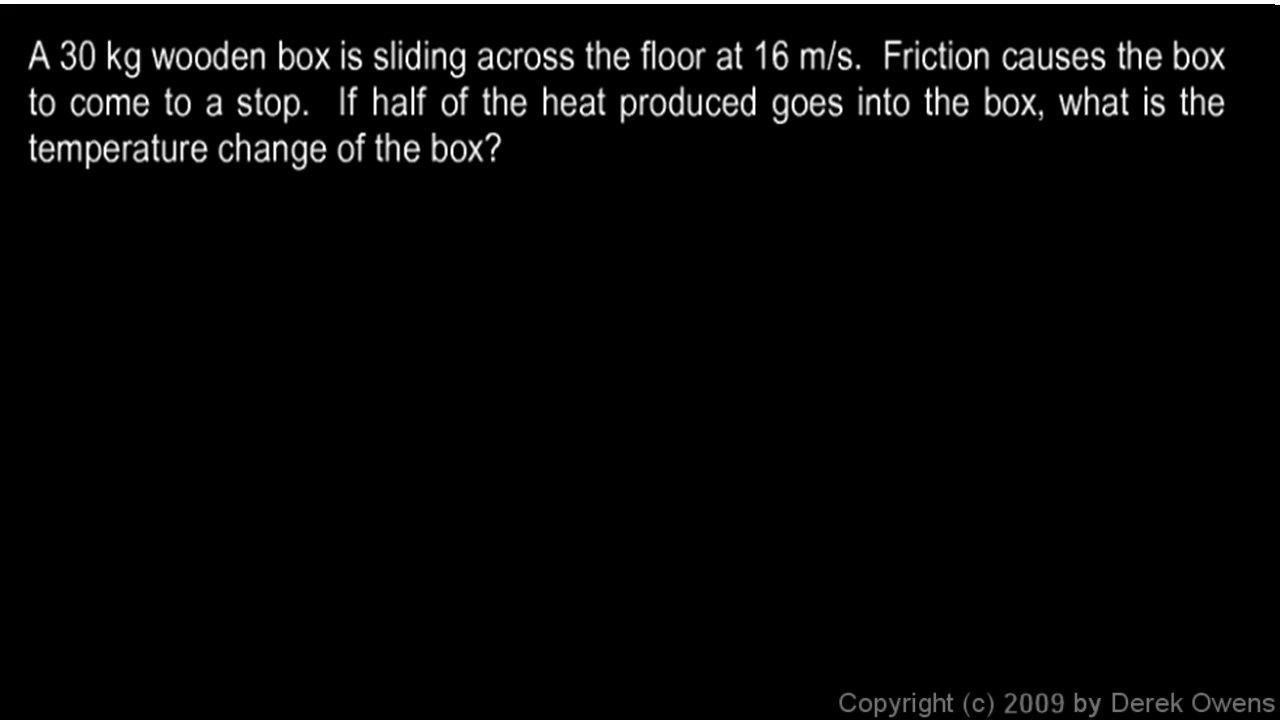 A 30 kg wooden box is sliding across the floor at 16 m/s. Friction causes the box
to come to a stop. If half of the heat produced goes into the box, what is the
temperature change of the box?
Copyright (c) 2009 by Derek Owens